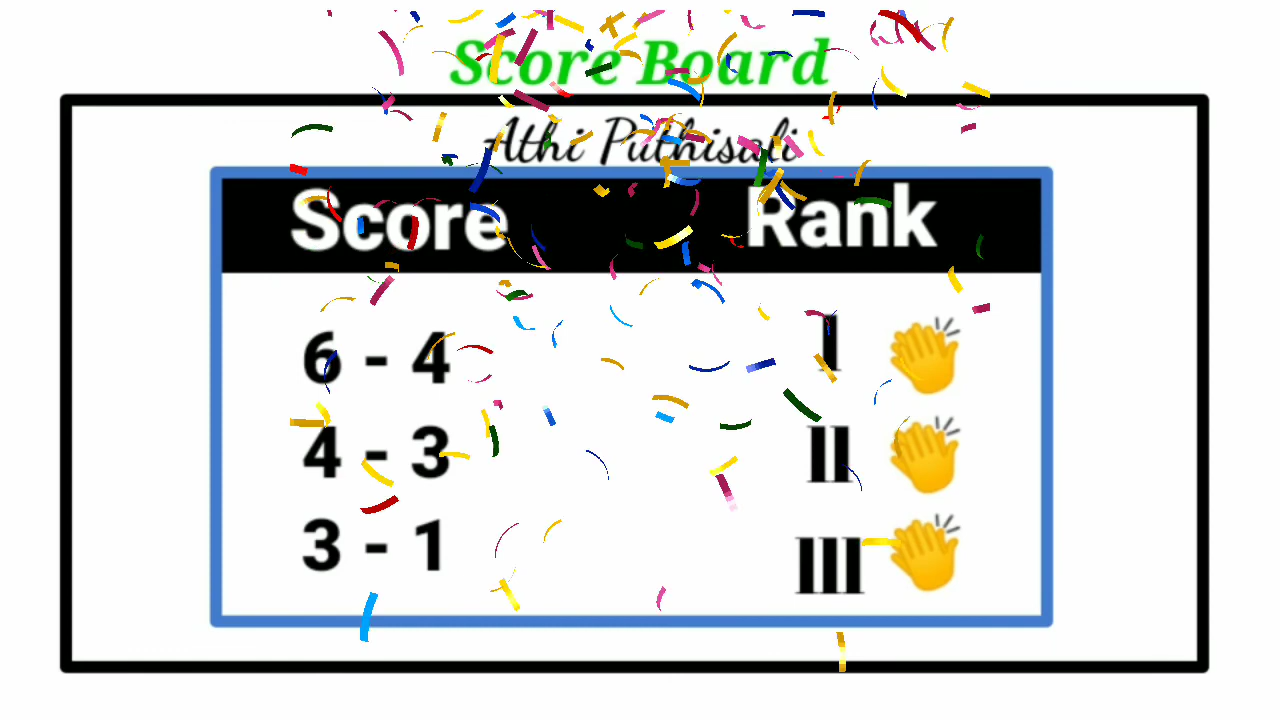 Score Board
Athi Puthisali
Score Rank
6 - 4 I
4 - 3 II
3 - 1 III